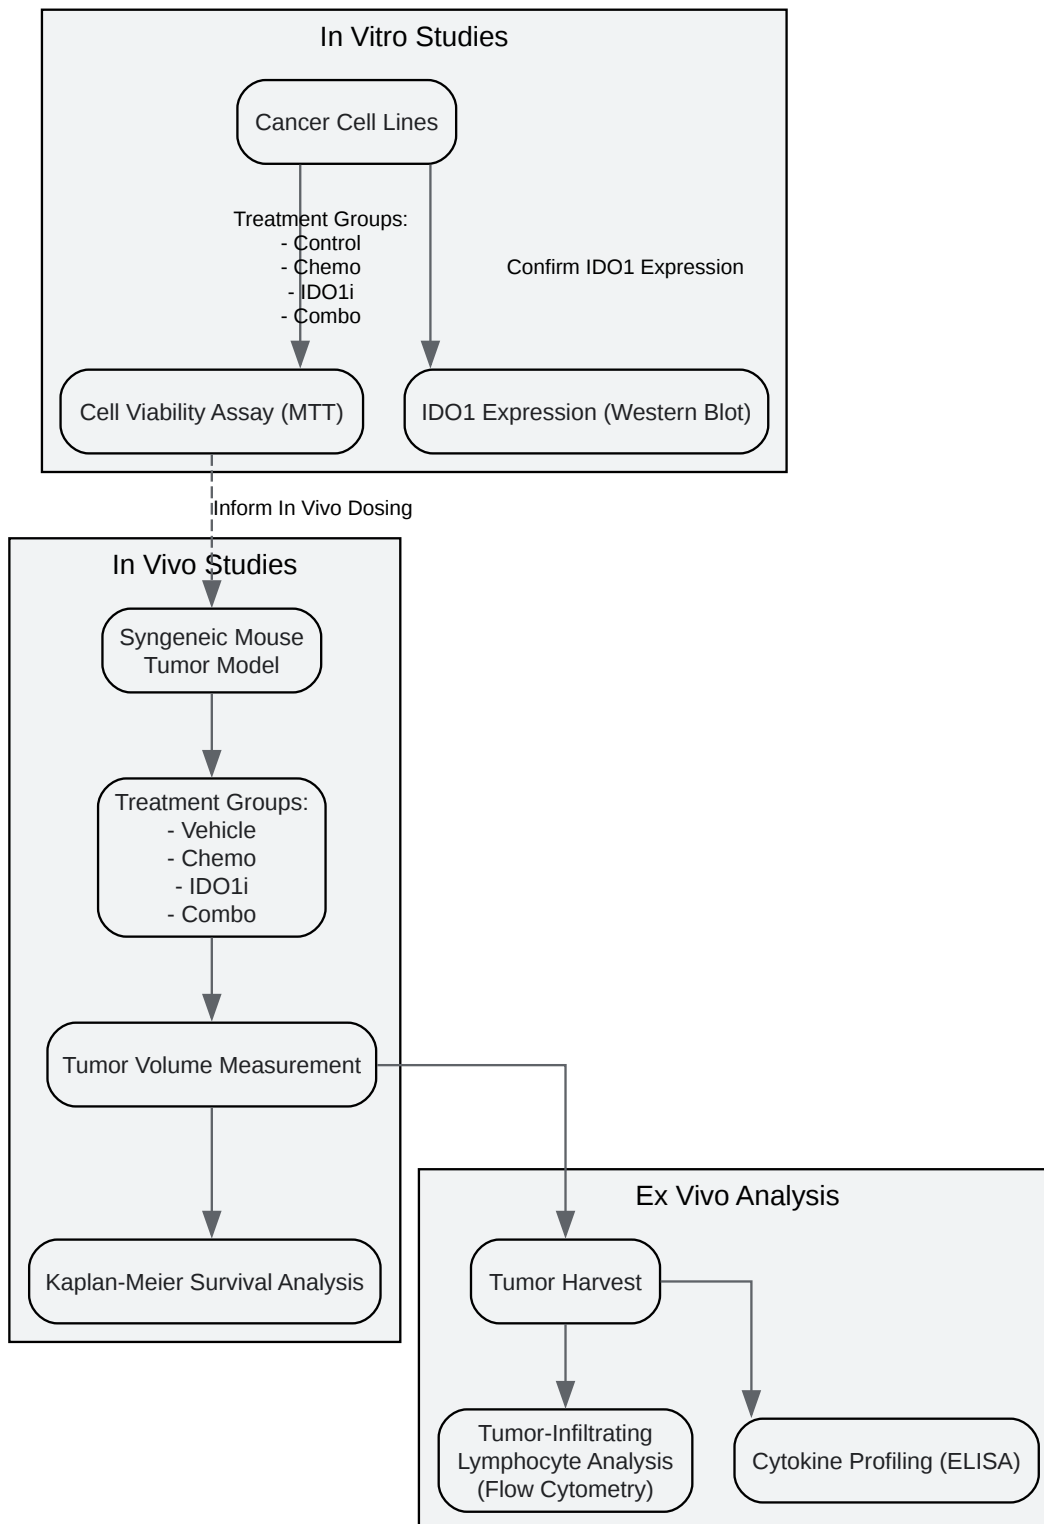 In Vitro Studies
Cancer Cell Lines
Treatment Groups:
- Control
- Chemo
- IDO1i
- Combo
Confirm IDO1 Expression
Cell Viability Assay (MTT)
IDO1 Expression (Western Blot)
Inform In Vivo Dosing
In Vivo Studies
Syngeneic Mouse
Tumor Model
Treatment Groups:
- Vehicle
- Chemo
- IDO1i
- Combo
Tumor Volume Measurement
Kaplan-Meier Survival Analysis
Ex Vivo Analysis
Tumor Harvest
Tumor-Infiltrating
Lymphocyte Analysis
(Flow Cytometry)
Cytokine Profiling (ELISA)